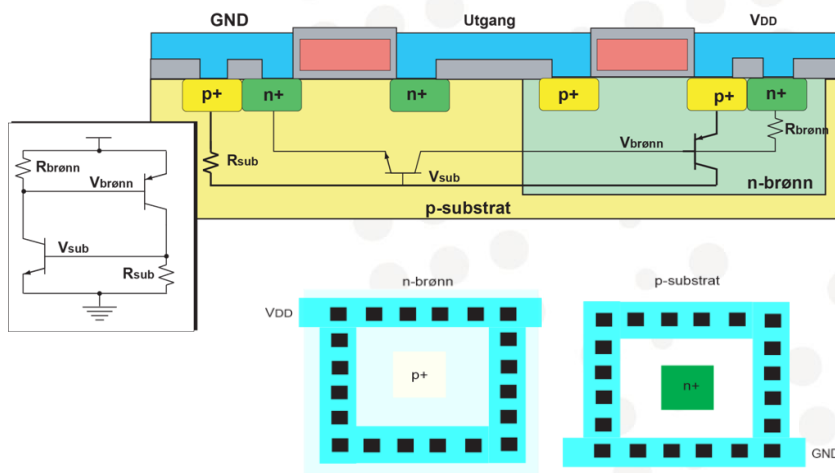 GND
Utgang
VDD
p+
n+
n+
p+
p+
n+
Rsub
Vsub
Vbrønn
Rbrønn
n-brønn
p-substrat
Rbrønn
Vbrønn
Vsub
Rsub
n-brønn
VDD
p+
p-substrat
n+
GND